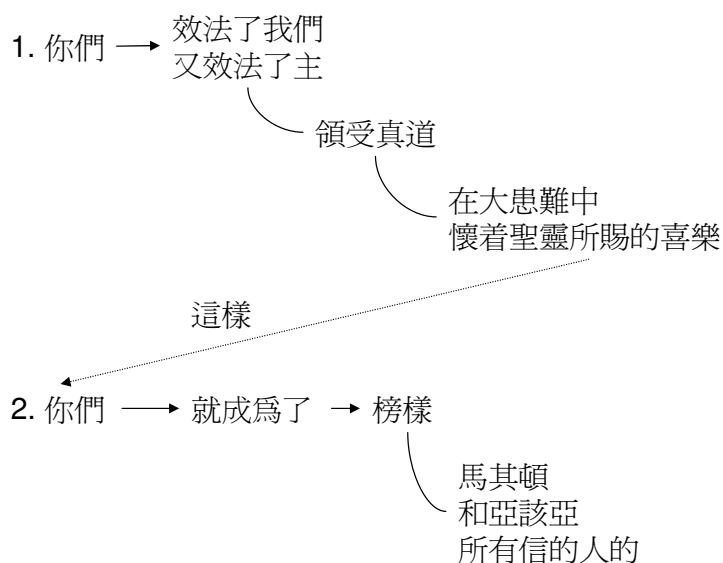 1. 你們
效法了我們
又效法了主
領受真道
在大患難中
懷着聖靈所賜的喜樂
這樣
2. 你們
就成爲了
榜樣
馬其頓
和亞該亞
所有信的人的